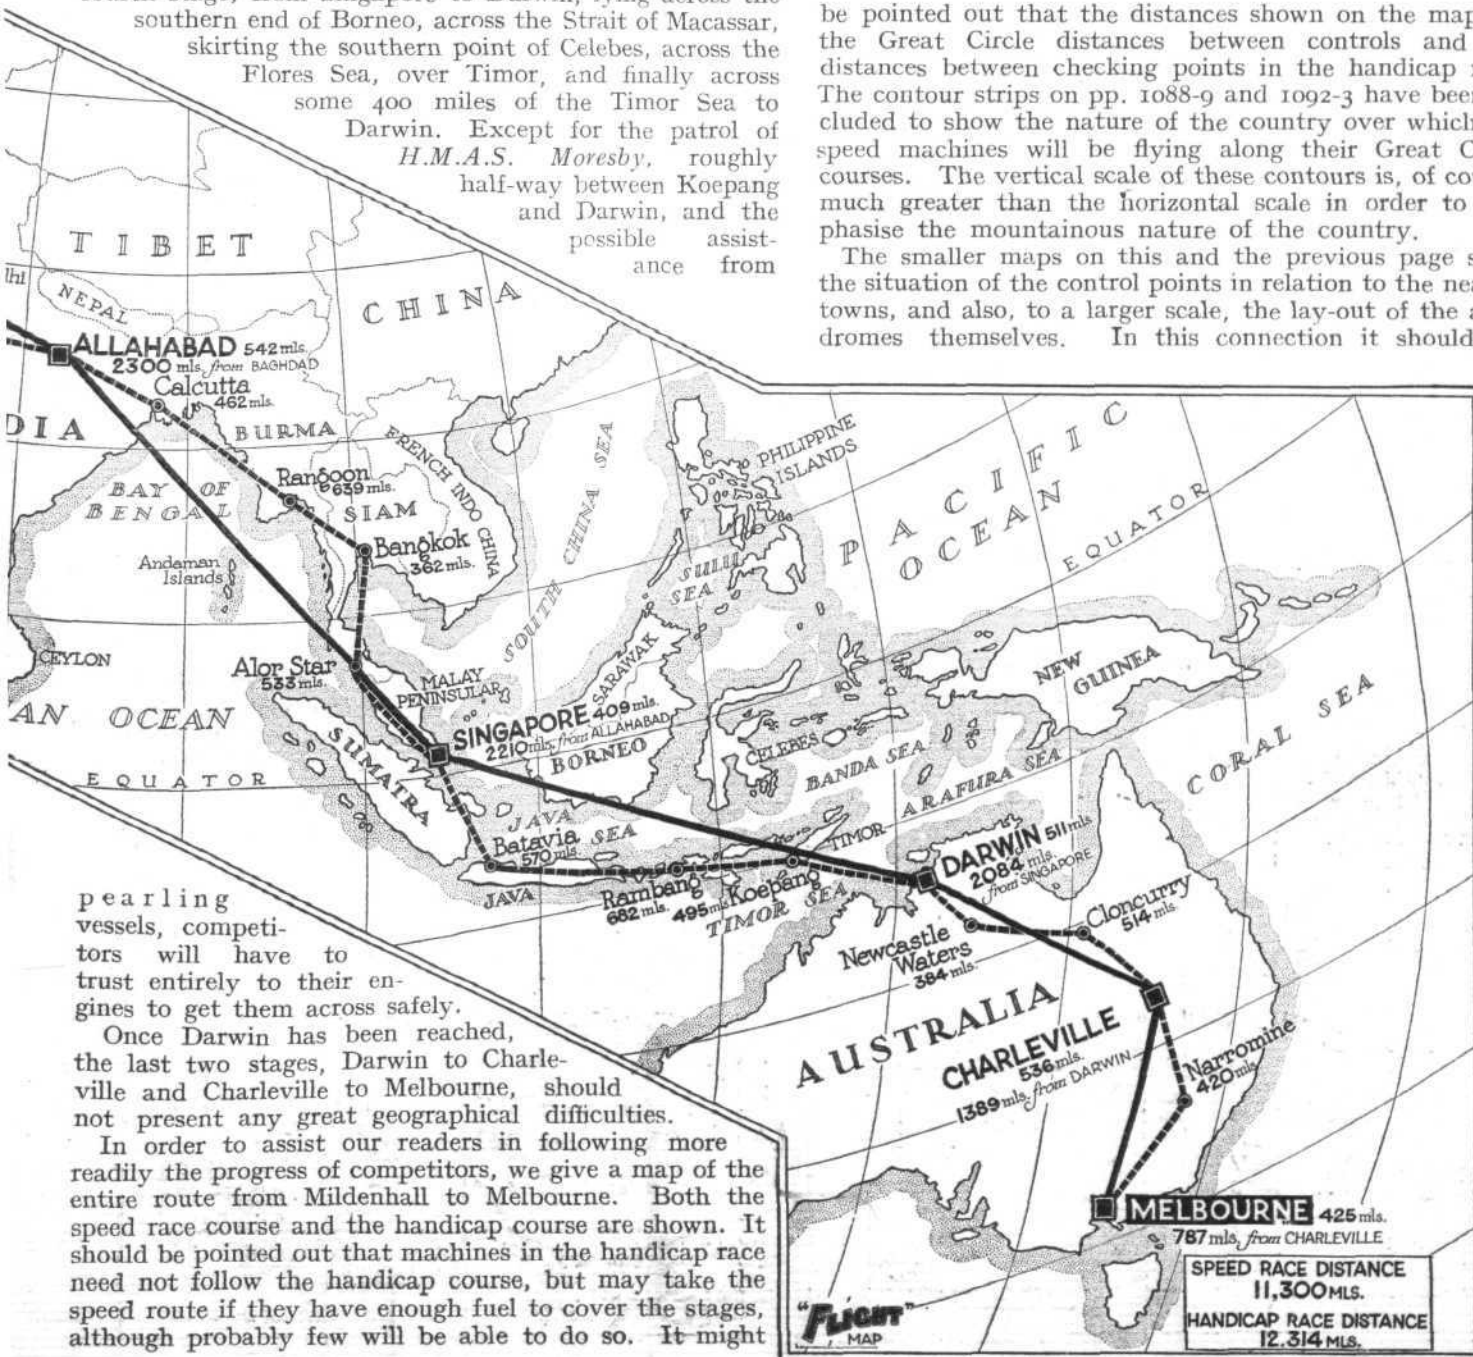 southern end of Borneo, across the Strait of Macassar,
skirting the southern point of Celebes, across the
Flores Sea, over Timor, and finally across
some 400 miles of the Timor Sea to
Darwin. Except for the patrol of
H.M.A.S. Moresby, roughly
half-way between Koepang
and Darwin, and the
possible assist-
ance from
pearling
vessels, competi-
tors will have to
trust entirely to their en-
gines to get them across safely.
Once Darwin has been reached,
the last two stages, Darwin to Charle-
ville and Charleville to Melbourne, should
not present any great geographical difficulties.
In order to assist our readers in following more
readily the progress of competitors, we give a map of the
entire route from Mildenhall to Melbourne. Both the
speed race course and the handicap course are shown. It
should be pointed out that machines in the handicap race
need not follow the handicap course, but may take the
speed route if they have enough fuel to cover the stages,
although probably few will be able to do so. It might
be pointed out that the distances shown on the map
the Great Circle distances between controls and
distances between checking points in the handicap
The contour strips on pp. 1088-9 and 1092-3 have been
cluded to show the nature of the country over which
speed machines will be flying along their Great C
courses. The vertical scale of these contours is, of co
much greater than the horizontal scale in order to
phasise the mountainous nature of the country.
The smaller maps on this and the previous page s
the situation of the control points in relation to the nea
towns, and also, to a larger scale, the lay-out of the a
dromes themselves. In this connection it should
TIBET
lhi
NEPAL
CHINA
ALLAHABAD 542 mls.
2300 mls. from BAGHDAD
Calcutta
462 mls.
DIA
BURMA
FRENCH INDO CHINA
Rangoon
639 mls.
BAY OF
BENGAL
SIAM
Bangkok
362 mls.
Andaman
Islands
CEYLON
Alor Star
533 mls.
MALAY
PENINSULAR
SOUTH CHINA SEA
PHILIPPINE
ISLANDS
SULU
SEA
PACIFIC
OCEAN
EQUATOR
AN OCEAN
SUMATRA
SINGAPORE 409 mls.
2210 mls. from ALLAHABAD
SARAWAK
BORNEO
CELEBES
NEW
GUINEA
EQUATOR
JAVA
SEA
Batavia
570 mls.
JAVA
BANDA SEA
ARAFURA SEA
CORAL SEA
Rambang
682 mls.
Koepang
495 mls.
TIMOR
TIMOR SEA
DARWIN 511 mls.
2084 mls.
from SINGAPORE
Newcastle
Waters
384 mls.
Cloncurry
514 mls.
AUSTRALIA
CHARLEVILLE
536 mls.
1389 mls. from DARWIN
Narromine
420 mls.
MELBOURNE 425 mls.
787 mls. from CHARLEVILLE
SPEED RACE DISTANCE
11,300 MLS.
HANDICAP RACE DISTANCE
12.314 MLS.
"FLIGHT"
MAP